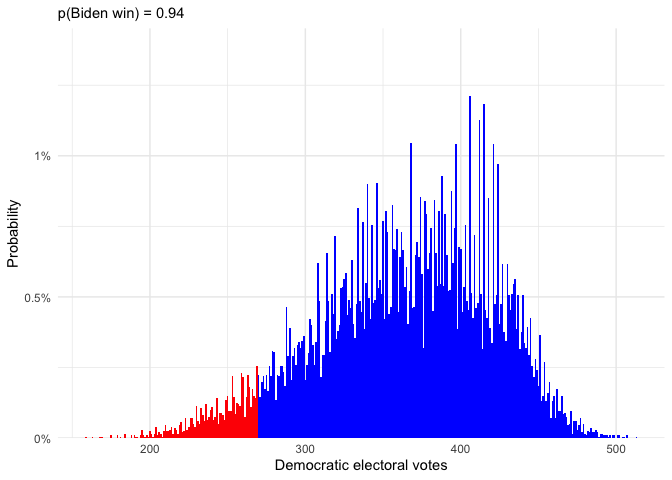 p(Biden win) = 0.94
1%
0.5%
0%
Probability
200
300
400
500
Democratic electoral votes